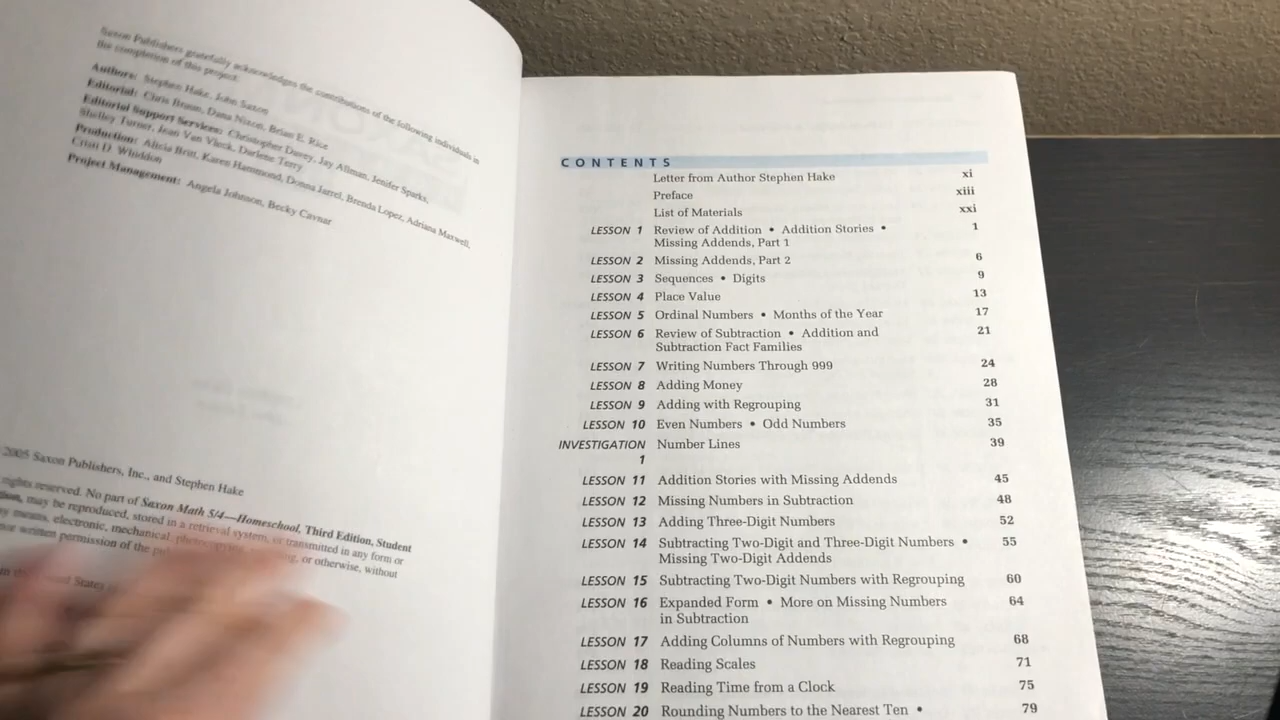 Saxon Publishers gratefully acknowledges the contributions of the following individuals in
the completion of this project:
Authors: Stephen Hake, John Saxon
Editorial: Chris Braun, Dana Nixon, Brian E. Rice
Editorial Support Services: Christopher Davey, Jay Allman, Jenifer Sparks,
Shelley Turner, Jean Van Vleck, Darlene Terry
Production: Alicia Britt, Karen Hammond, Donna Jarrel, Brenda Lopez, Adriana Maxwell,
Cristi D. Whiddon
Project Management: Angela Johnson, Becky Cavnar
2005 Saxon Publishers, Inc., and Stephen Hake
rights reserved. No part of Saxon Math 5/4—Homeschool, Third Edition, Student
may be reproduced, stored in a retrieval system, or transmitted in any form or
means, electronic, mechanical, or otherwise, without
written permission of the
States
CONTENTS
Letter from Author Stephen Hake xi
Preface xiii
List of Materials xxi
LESSON 1 Review of Addition • Addition Stories • 1
Missing Addends, Part 1
LESSON 2 Missing Addends, Part 2 6
LESSON 3 Sequences • Digits 9
LESSON 4 Place Value 13
LESSON 5 Ordinal Numbers • Months of the Year 17
LESSON 6 Review of Subtraction • Addition and 21
Subtraction Fact Families
LESSON 7 Writing Numbers Through 999 24
LESSON 8 Adding Money 28
LESSON 9 Adding with Regrouping 31
LESSON 10 Even Numbers • Odd Numbers 35
INVESTIGATION Number Lines 39
1
LESSON 11 Addition Stories with Missing Addends 45
LESSON 12 Missing Numbers in Subtraction 48
LESSON 13 Adding Three-Digit Numbers 52
LESSON 14 Subtracting Two-Digit and Three-Digit Numbers • 55
Missing Two-Digit Addends
LESSON 15 Subtracting Two-Digit Numbers with Regrouping 60
LESSON 16 Expanded Form • More on Missing Numbers 64
in Subtraction
LESSON 17 Adding Columns of Numbers with Regrouping 68
LESSON 18 Reading Scales 71
LESSON 19 Reading Time from a Clock 75
LESSON 20 Rounding Numbers to the Nearest Ten • 79